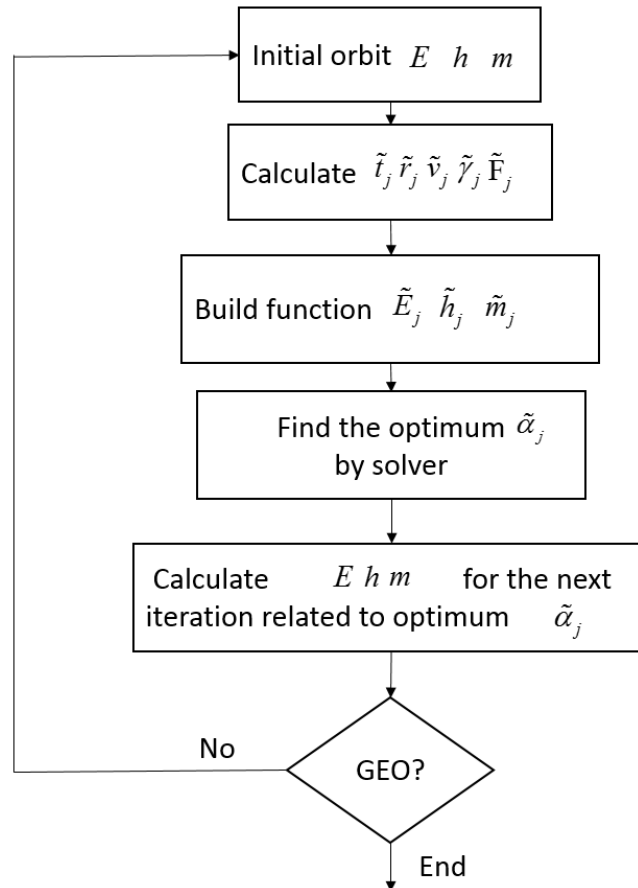 Initial orbit E h m
Calculate t̃ⱼ r̃ⱼ ṽⱼ γ̃ⱼ F̃ⱼ
Build function Ẽⱼ h̃ⱼ m̃ⱼ
Find the optimum α̃ⱼ
by solver
Calculate E h m for the next
iteration related to optimum α̃ⱼ
No
GEO?
End